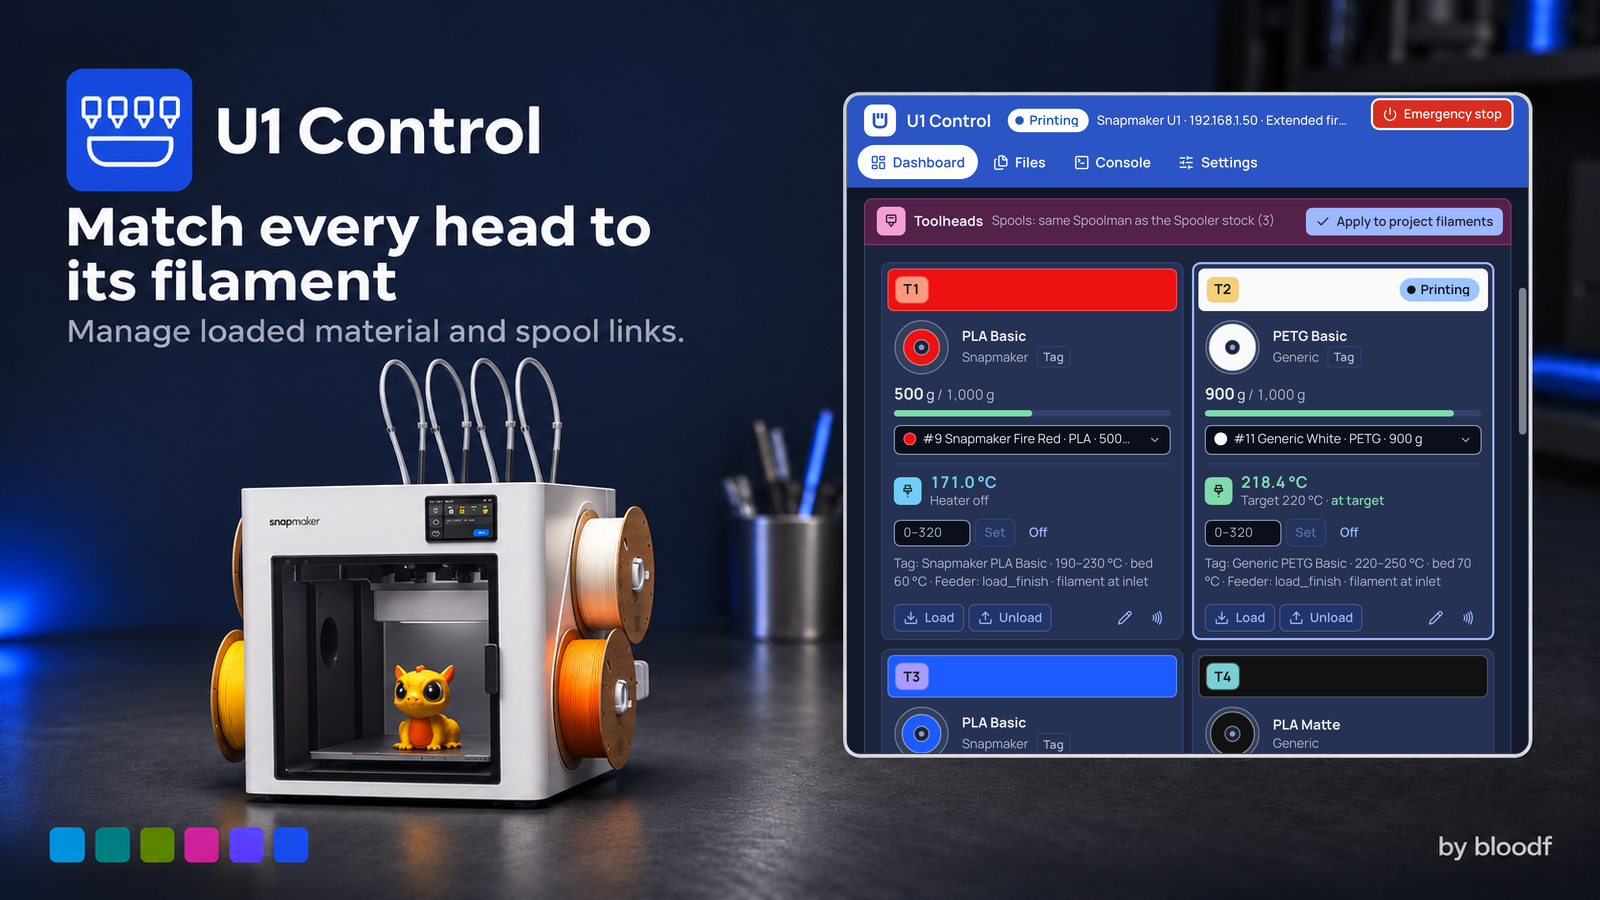 U1 Control
Match every head to
its filament
Manage loaded material and spool links.
snapmaker
U1 Control
Printing
Snapmaker U1 · 192.168.1.50 · Extended fir...
Emergency stop
Dashboard
Files
Console
Settings
Toolheads
Spools: same Spoolman as the Spooler stock (3)
Apply to project filaments
T1
PLA Basic
Snapmaker
Tag
500 g / 1,000 g
#9 Snapmaker Fire Red · PLA · 500...
171.0 °C
Heater off
0–320
Set
Off
Tag: Snapmaker PLA Basic · 190–230 °C · bed
60 °C · Feeder: load_finish · filament at inlet
Load
Unload
T2
Printing
PETG Basic
Generic
Tag
900 g / 1,000 g
#11 Generic White · PETG · 900 g
218.4 °C
Target 220 °C · at target
0–320
Set
Off
Tag: Generic PETG Basic · 220–250 °C · bed 70
°C · Feeder: load_finish · filament at inlet
Load
Unload
T3
PLA Basic
Snapmaker
Tag
T4
PLA Matte
Generic
by bloodf